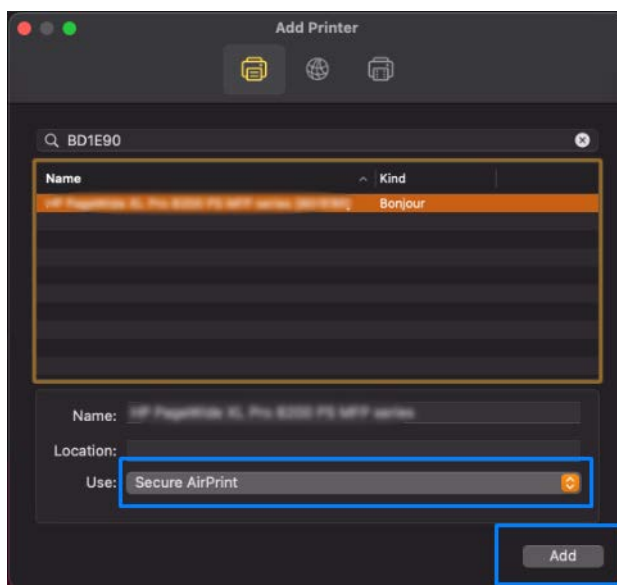 Add Printer
BD1E90
Name Kind
Bonjour
Name:
Location:
Use: Secure AirPrint
Add